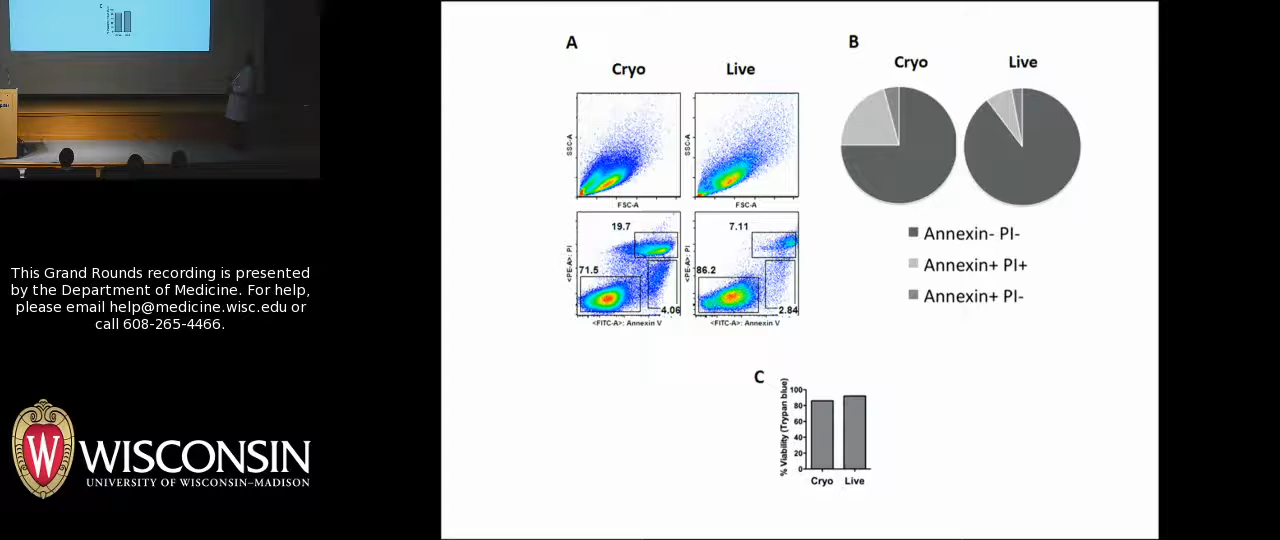 This Grand Rounds recording is presented
by the Department of Medicine. For help,
please email help@medicine.wisc.edu or
call 608-265-4466.
W
WISCONSIN
UNIVERSITY OF WISCONSIN–MADISON
A
Cryo
Live
SSC-A
FSC-A
SSC-A
FSC-A
19.7
71.5
4.06
<PE-A>: PI
<FITC-A>: Annexin V
7.11
86.2
2.84
<PE-A>: PI
<FITC-A>: Annexin V
B
Cryo
Live
Annexin- PI-
Annexin+ PI+
Annexin+ PI-
C
% Viability (Trypan blue)
100
80
60
40
20
0
Cryo
Live